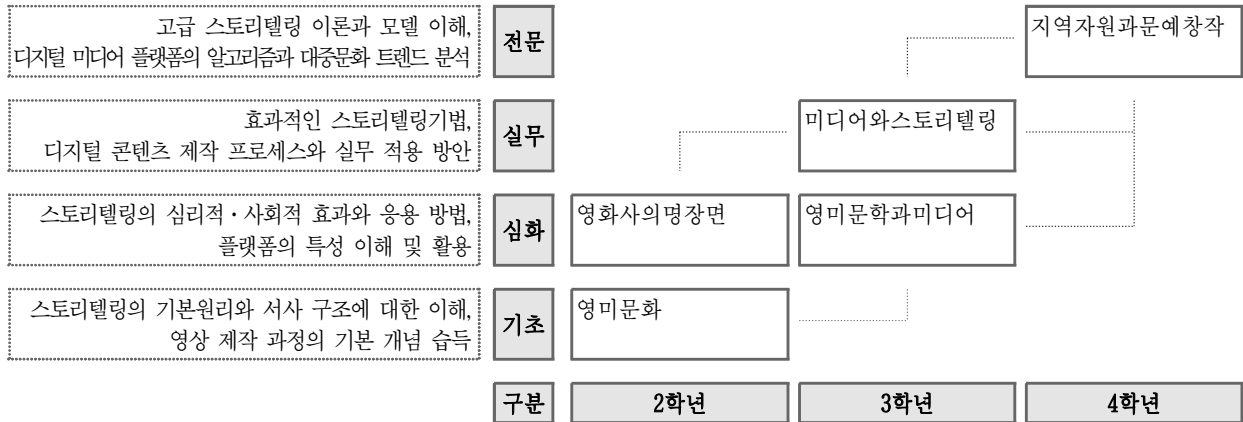 고급 스토리텔링 이론과 모델 이해,
디지털 미디어 플랫폼의 알고리즘과 대중문화 트렌드 분석
전문
지역자원과문예창작
효과적인 스토리텔링기법,
디지털 콘텐츠 제작 프로세스와 실무 적용 방안
실무
미디어와스토리텔링
스토리텔링의 심리적·사회적 효과와 응용 방법,
플랫폼의 특성 이해 및 활용
심화
영화사의명장면
영미문학과미디어
스토리텔링의 기본원리와 서사 구조에 대한 이해,
영상 제작 과정의 기본 개념 습득
기초
영미문화
구분
2학년
3학년
4학년